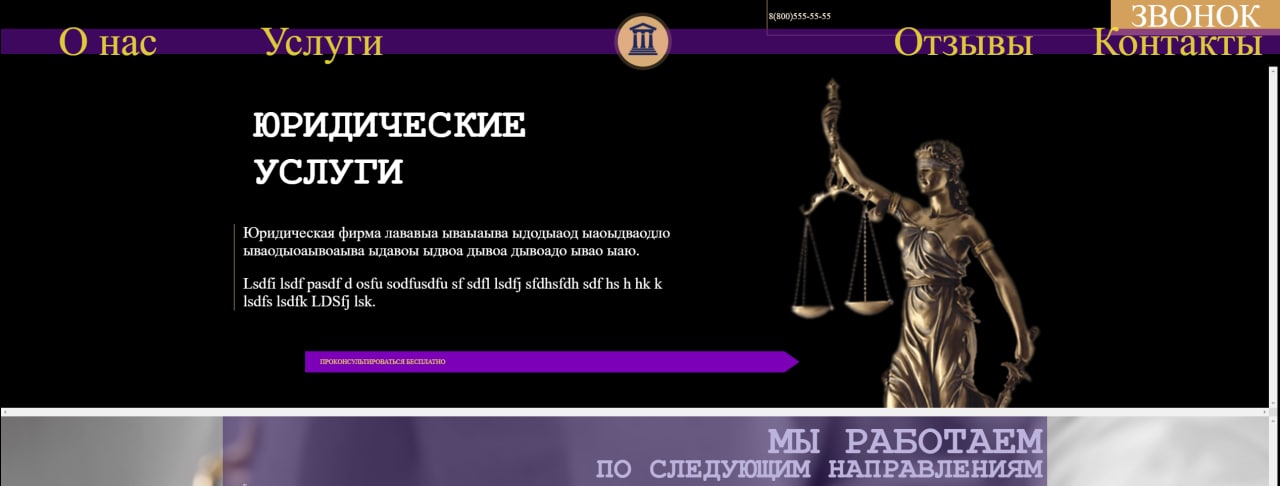 8(800)555-55-55
ЗВОНОК
О нас
Услуги
Отзывы
Контакты
ЮРИДИЧЕСКИЕ
УСЛУГИ
Юридическая фирма лававыа ываыаыва ыдодыаод ыаоыдваодло
ываодыоаывоаыва ыдавоы ыдвоа дывоа дывоадо ывао ыаю.
Lsdfi lsdf pasdf d osfu sodfusdfu sf sdfl lsdfj sfdhsfdh sdf hs h hk k
lsdfs lsdfk LDSfj lsk.
ПРОКОНСУЛЬТИРОВАТЬСЯ БЕСПЛАТНО
МЫ РАБОТАЕМ
ПО СЛЕДУЮЩИМ НАПРАВЛЕНИЯМ